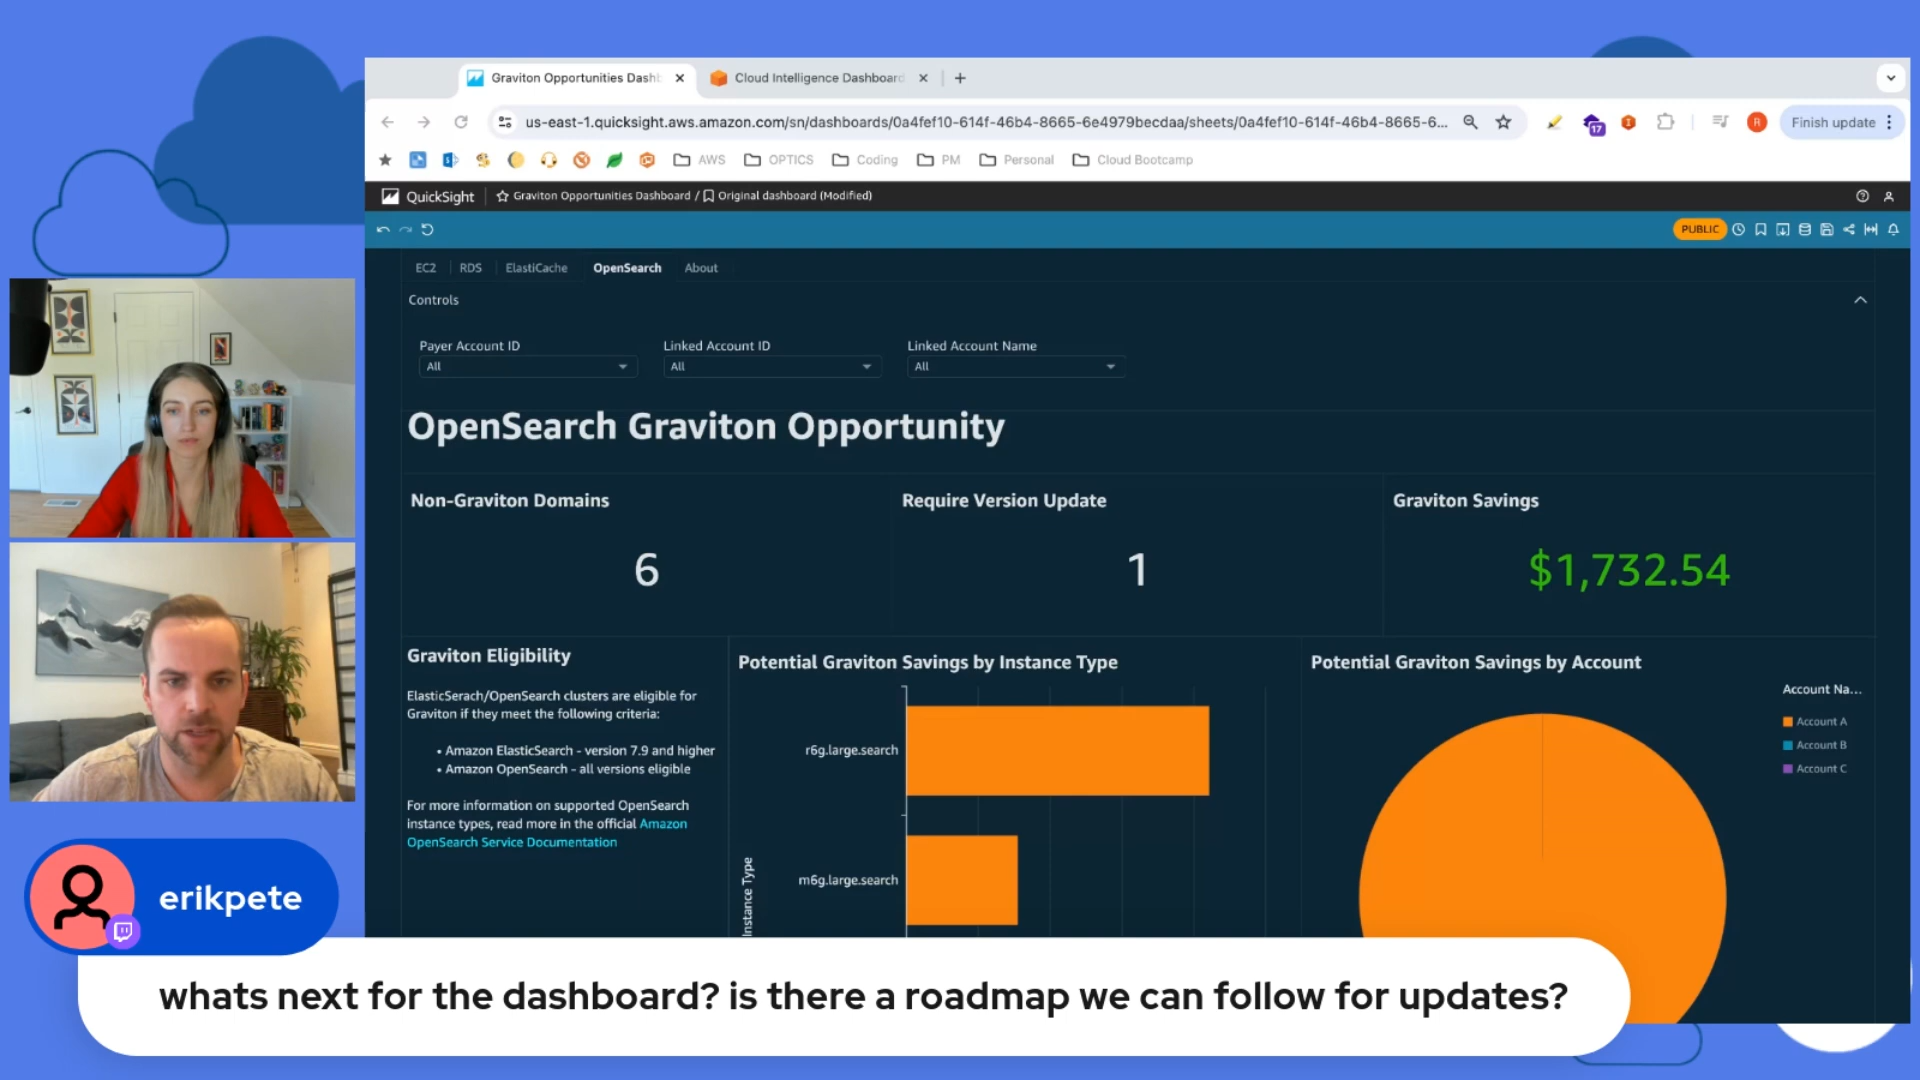 Graviton Opportunities Dashb
Cloud Intelligence Dashboard
us-east-1.quicksight.aws.amazon.com/sn/dashboards/0a4fef10-614f-46b4-8665-6e4979becdaa/sheets/0a4fef10-614f-46b4-8665-6...
17
R
Finish update
AWS
OPTICS
Coding
PM
Personal
Cloud Bootcamp
QuickSight
Graviton Opportunities Dashboard / Original dashboard (Modified)
PUBLIC
EC2
RDS
ElastiCache
OpenSearch
About
Controls
Payer Account ID
All
Linked Account ID
All
Linked Account Name
All
OpenSearch Graviton Opportunity
Non-Graviton Domains
6
Require Version Update
1
Graviton Savings
$1,732.54
Graviton Eligibility
ElasticSerach/OpenSearch clusters are eligible for
Graviton if they meet the following criteria:
• Amazon ElasticSearch - version 7.9 and higher
• Amazon OpenSearch - all versions eligible
For more information on supported OpenSearch
instance types, read more in the official Amazon
OpenSearch Service Documentation
Potential Graviton Savings by Instance Type
r6g.large.search
m6g.large.search
Instance Type
Potential Graviton Savings by Account
Account Na...
Account A
Account B
Account C
erikpete
whats next for the dashboard? is there a roadmap we can follow for updates?